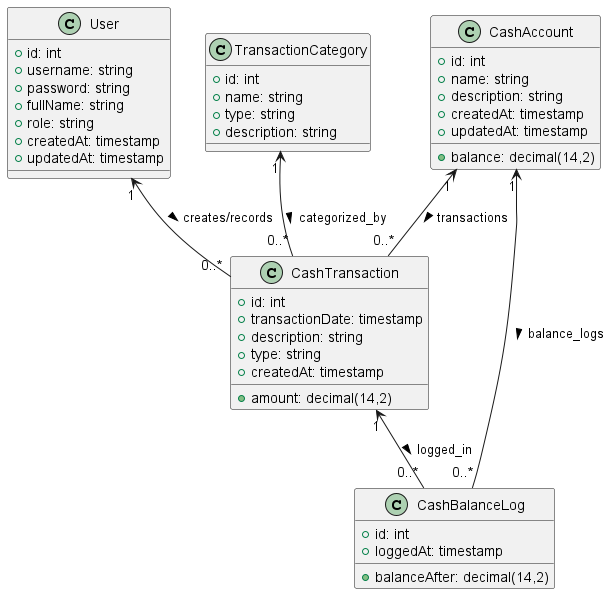 C User
+ id: int
+ username: string
+ password: string
+ fullName: string
+ role: string
+ createdAt: timestamp
+ updatedAt: timestamp
C TransactionCategory
+ id: int
+ name: string
+ type: string
+ description: string
C CashAccount
+ id: int
+ name: string
+ description: string
+ createdAt: timestamp
+ updatedAt: timestamp
+ balance: decimal(14,2)
1
creates/records
0..*
1
categorized_by
0..*
1
transactions
0..*
1
balance_logs
0..*
C CashTransaction
+ id: int
+ transactionDate: timestamp
+ description: string
+ type: string
+ createdAt: timestamp
+ amount: decimal(14,2)
1
logged_in
0..*
C CashBalanceLog
+ id: int
+ loggedAt: timestamp
+ balanceAfter: decimal(14,2)